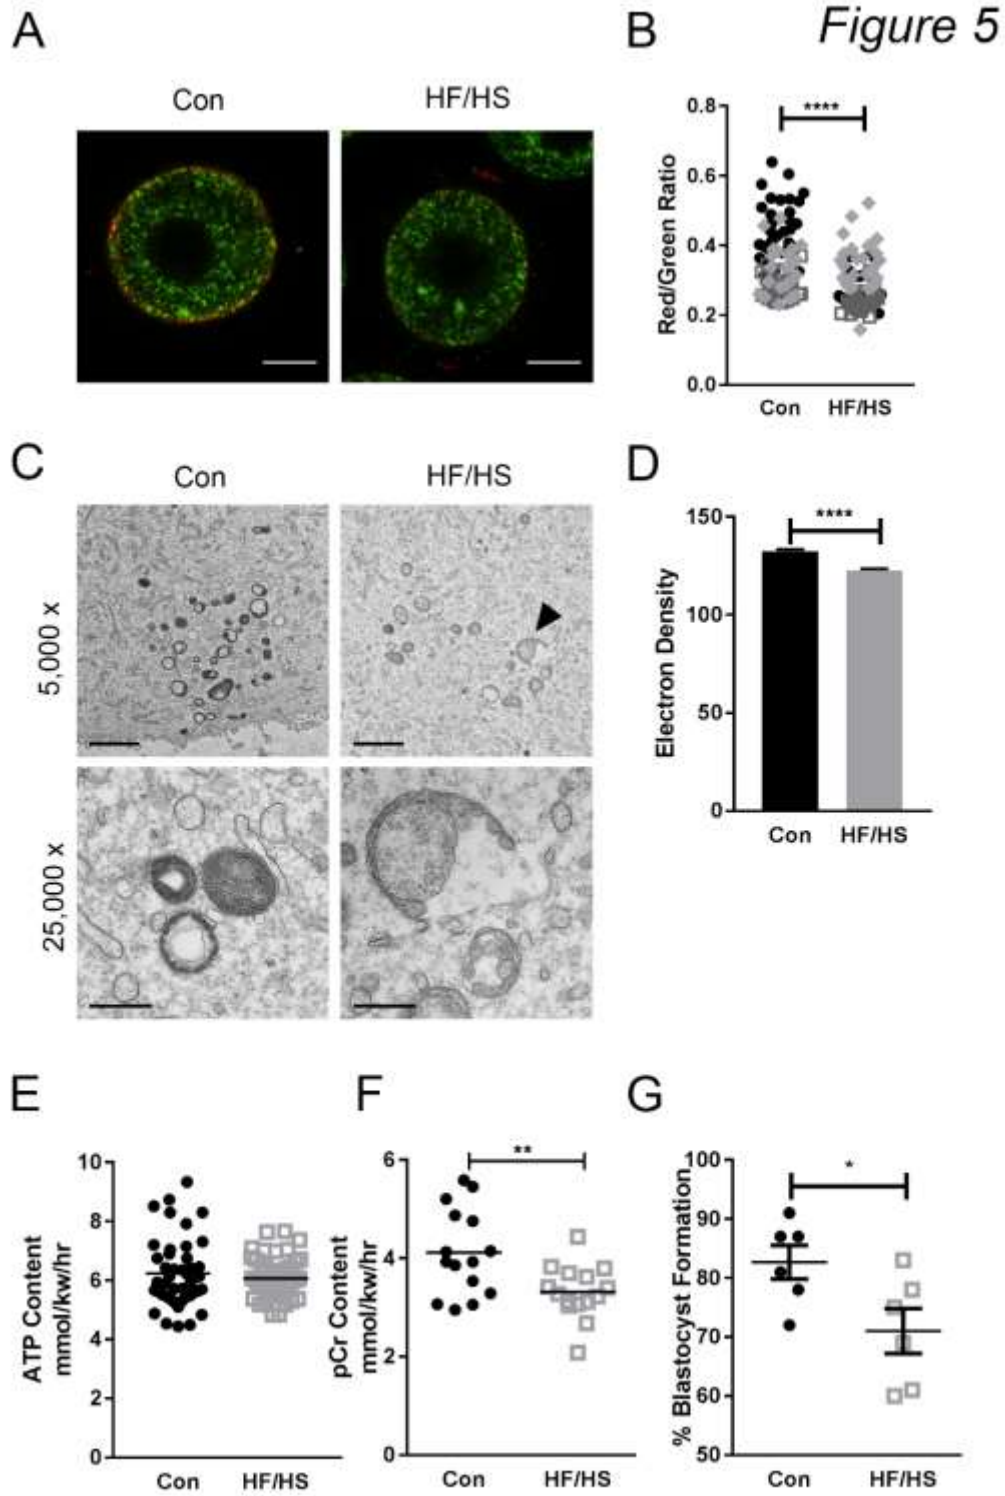 Figure 5
A
Con
HF/HS
B
Red/Green Ratio
0.8
0.6
0.4
0.2
0.0
****
Con
HF/HS
C
Con
HF/HS
5,000 x
25,000 x
D
Electron Density
150
100
50
0
****
Con
HF/HS
E
ATP Content
mmol/kw/hr
10
8
6
4
2
0
Con
HF/HS
F
pCr Content
mmol/kw/hr
6
4
2
0
**
Con
HF/HS
G
% Blastocyst Formation
100
90
80
70
60
50
*
Con
HF/HS